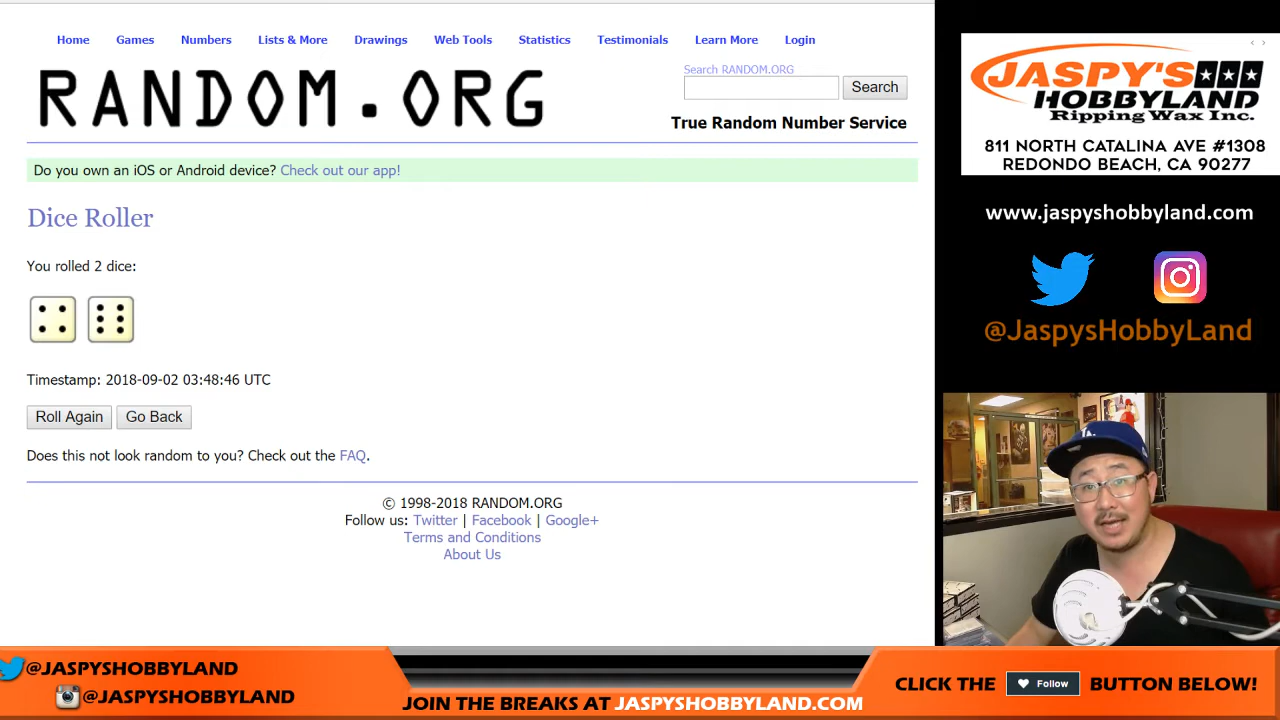 Home Games Numbers Lists & More Drawings Web Tools Statistics Testimonials Learn More Login
RANDOM.ORG
Search RANDOM.ORG
Search
True Random Number Service
Do you own an iOS or Android device? Check out our app!
Dice Roller
You rolled 2 dice:
Timestamp: 2018-09-02 03:48:46 UTC
Roll Again Go Back
Does this not look random to you? Check out the FAQ.
© 1998-2018 RANDOM.ORG
Follow us: Twitter | Facebook | Google+
Terms and Conditions
About Us
JASPY'S
HOBBYLAND
Ripping Wax Inc.
811 NORTH CATALINA AVE #1308
REDONDO BEACH, CA 90277
www.jaspyshobbyland.com
@JaspysHobbyLand
LA
@JASPYSHOBBYLAND
@JASPYSHOBBYLAND
JOIN THE BREAKS AT JASPYSHOBBYLAND.COM
CLICK THE Follow BUTTON BELOW!